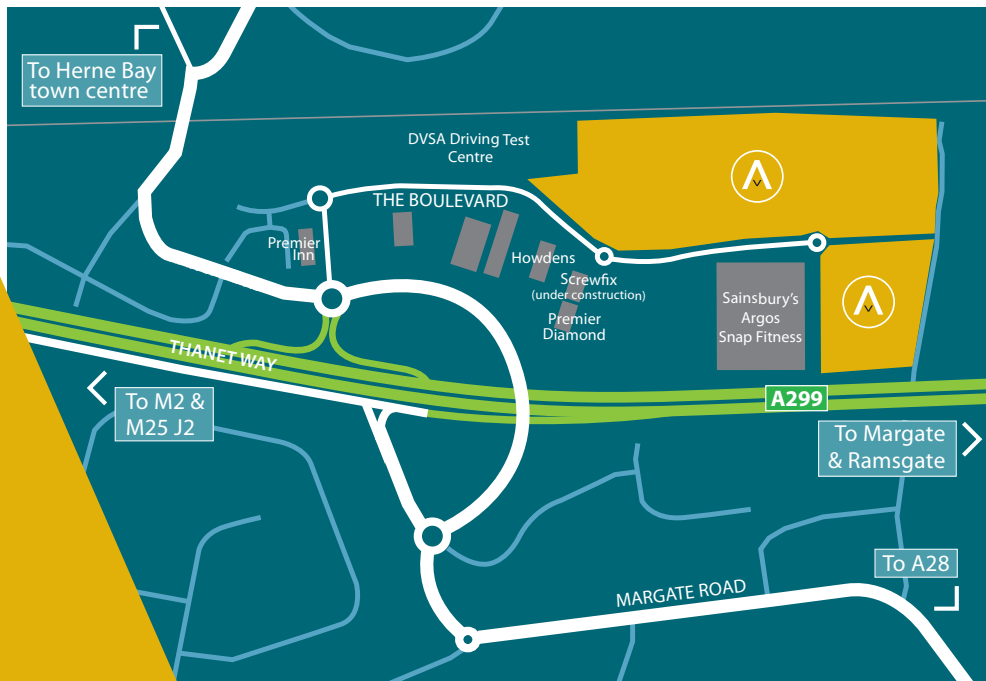 To Herne Bay
town centre
DVSA Driving Test
Centre
THE BOULEVARD
Premier
Inn
Howdens
Screwfix
(under construction)
Premier
Diamond
Sainsbury's
Argos
Snap Fitness
THANET WAY
A299
To M2 &
M25 J2
To Margate
& Ramsgate
To A28
MARGATE ROAD